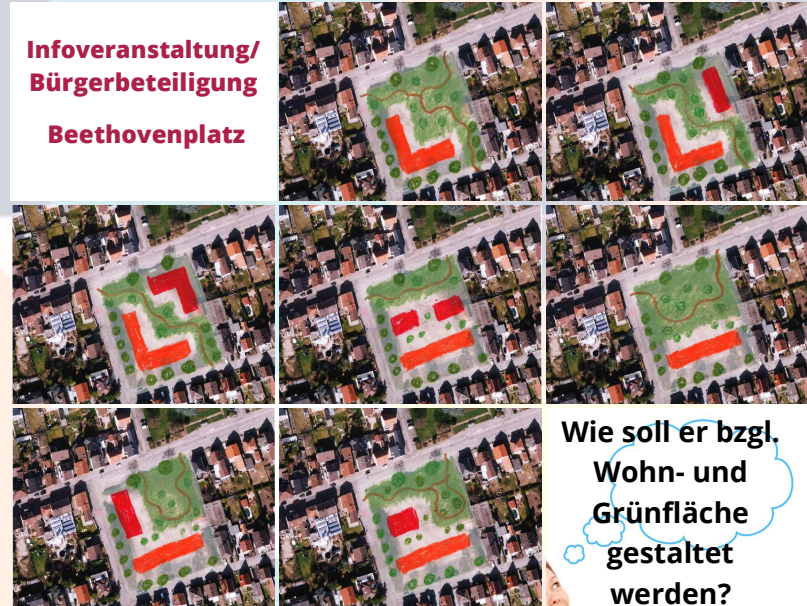 Infoveranstaltung/
Bürgerbeteiligung
Beethovenplatz
Wie soll er bzgl.
Wohn- und
Grünfläche
gestaltet
werden?